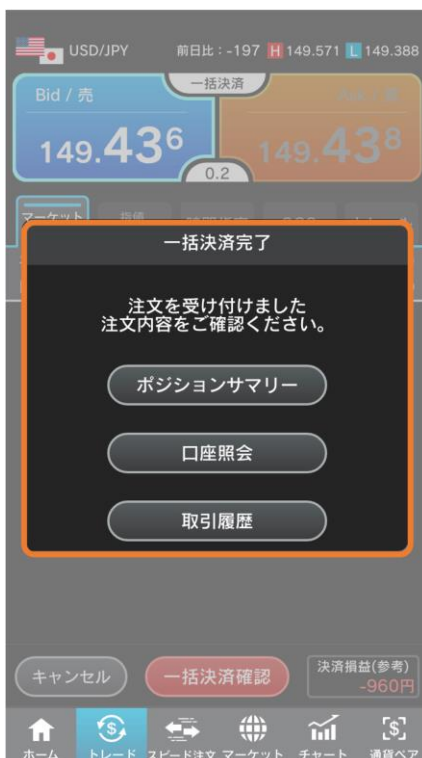 USD/JPY 前日比:-197 H 149.571 L 149.388
一括決済
Bid / 売
149.436 149.438
0.2
マーケット 指値
一括決済完了
注文を受け付けました
注文内容をご確認ください。
ポジションサマリー
口座照会
取引履歴
キャンセル 一括決済確認 決済損益(参考)
-960円
ホーム トレード スピード注文 マーケット チャート 通貨ペア